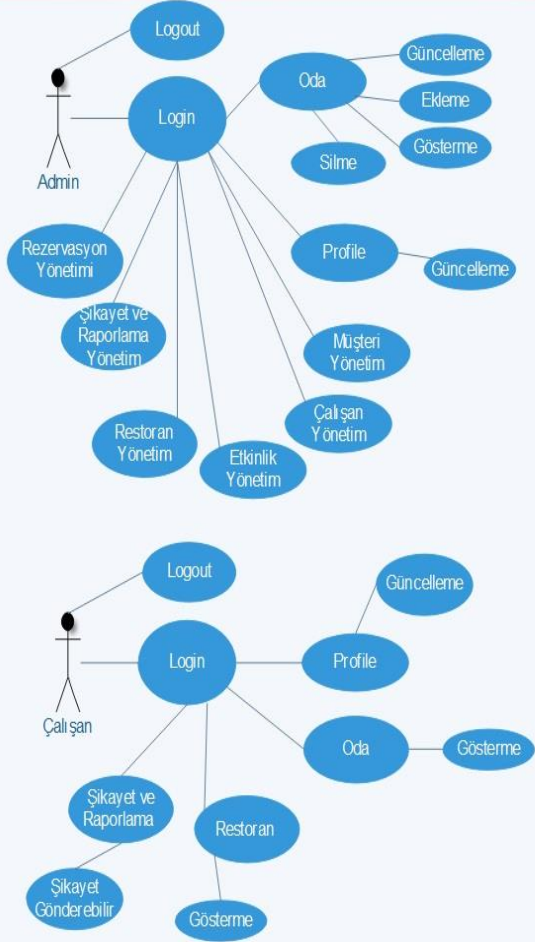 Logout
Güncelleme
Oda
Ekleme
Login
Gösterme
Silme
Admin
Rezervasyon
Yönetimi
Profile
Güncelleme
Şikayet ve
Raporlama
Yönetim
Müşteri
Yönetim
Çalışan
Yönetim
Restoran
Yönetim
Etkinlik
Yönetim
Logout
Güncelleme
Login
Profile
Çalışan
Oda
Gösterme
Şikayet ve
Raporlama
Restoran
Şikayet
Gönderebilir
Gösterme